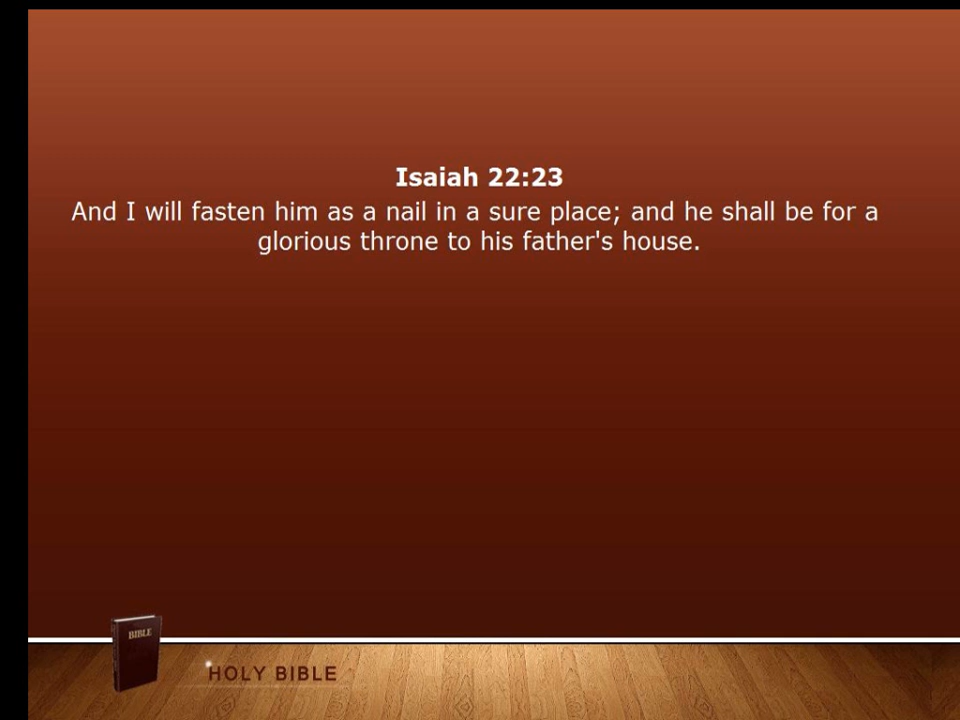 Isaiah 22:23
And I will fasten him as a nail in a sure place; and he shall be for a
glorious throne to his father's house.
BIBLE
HOLY BIBLE